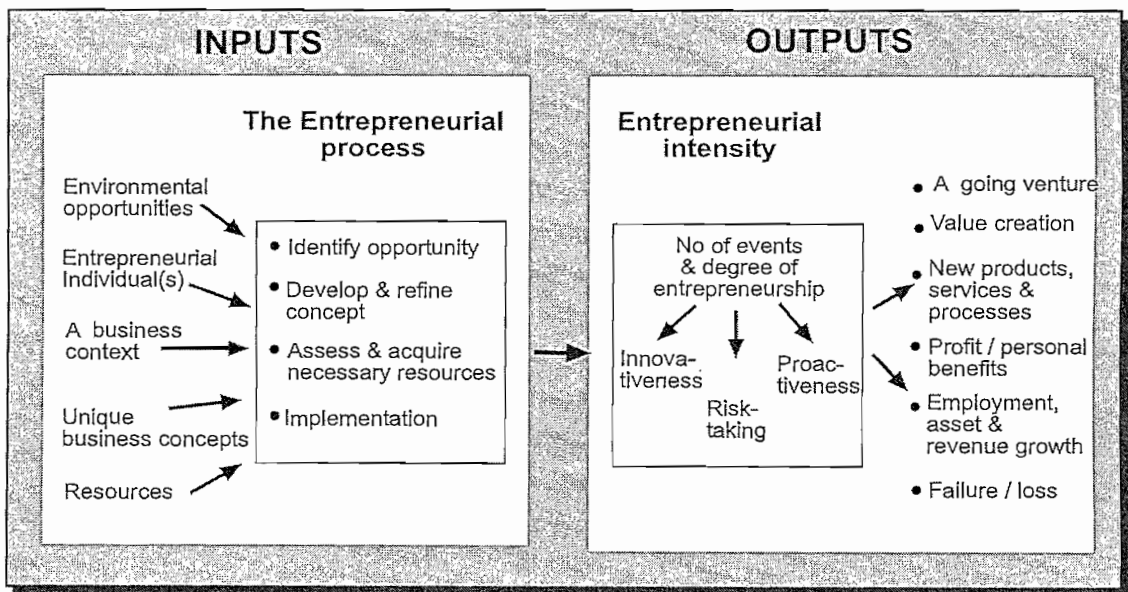 INPUTS
The Entrepreneurial
process
Environmental
opportunities
Entrepreneurial
Individual(s)
A business
context
Unique
business concepts
Resources
• Identify opportunity
• Develop & refine
concept
• Assess & acquire
necessary resources
• Implementation
OUTPUTS
Entrepreneurial
intensity
No of events
& degree of
entrepreneurship
Innova-
tiveness
Risk-
taking
Proac-
tiveness
• A going venture
• Value creation
• New products,
services &
processes
• Profit / personal
benefits
• Employment,
asset &
revenue growth
• Failure / loss